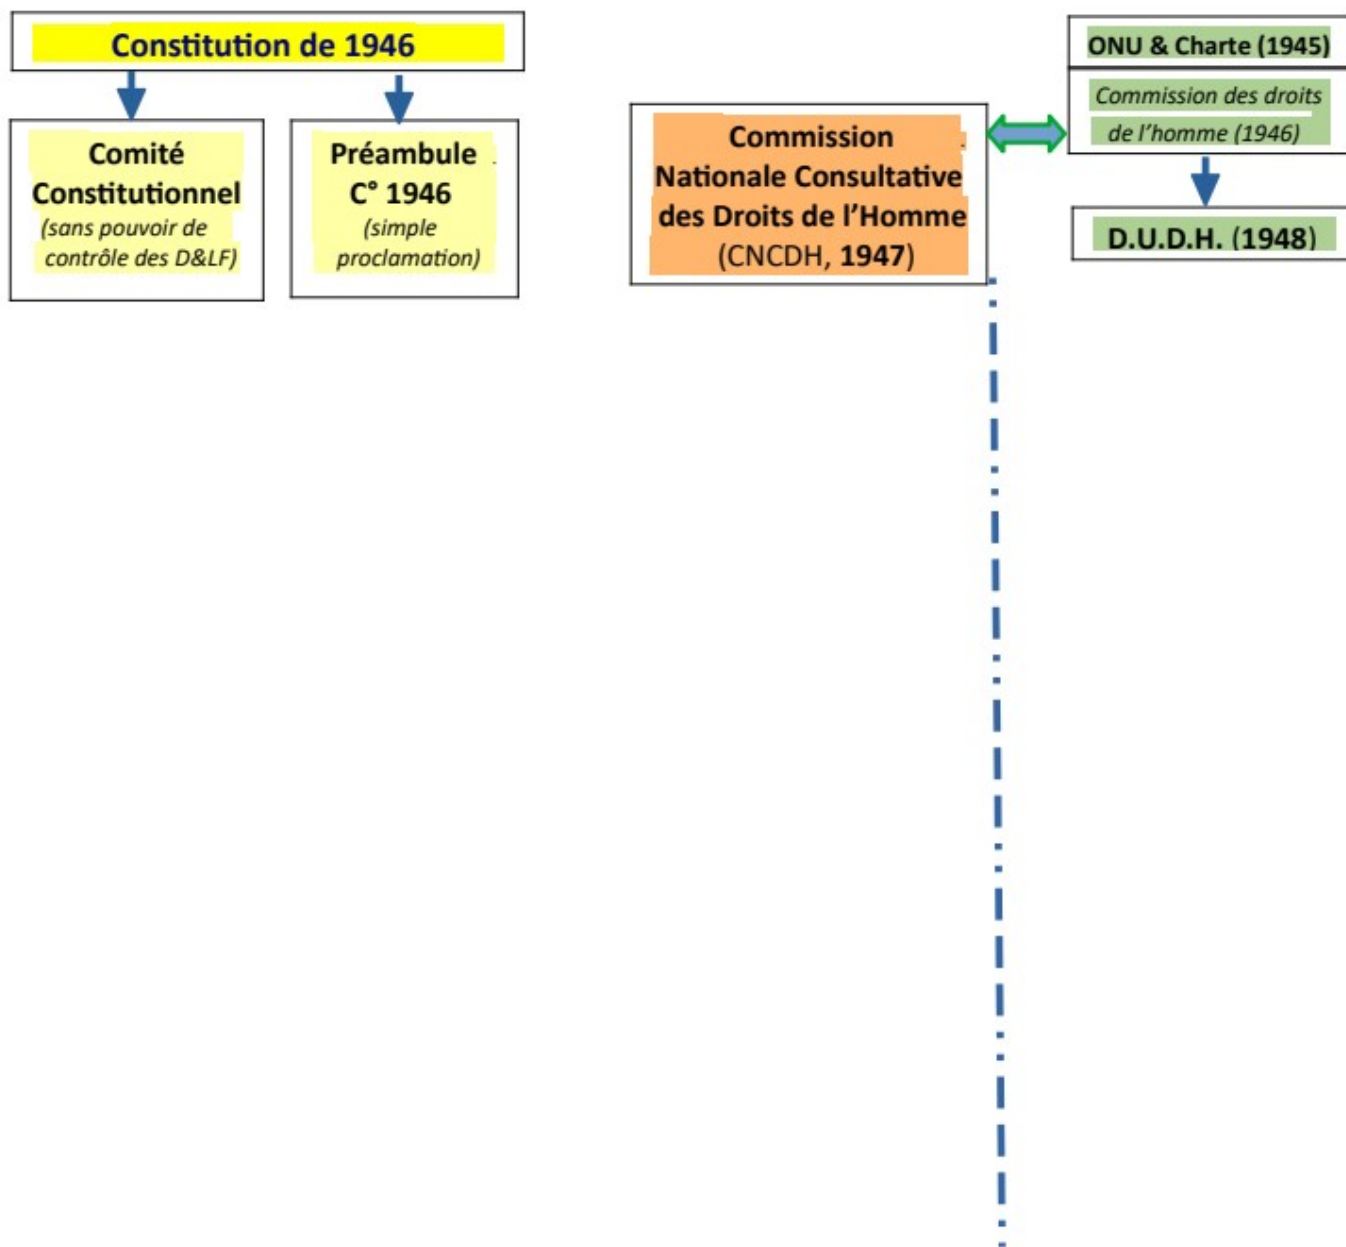 Constitution de 1946
Comité
Constitutionnel
(sans pouvoir de
contrôle des D&LF)
Préambule
C° 1946
(simple
proclamation)
Commission
Nationale Consultative
des Droits de l’Homme
(CNCDH, 1947)
ONU & Charte (1945)
Commission des droits
de l’homme (1946)
D.U.D.H. (1948)